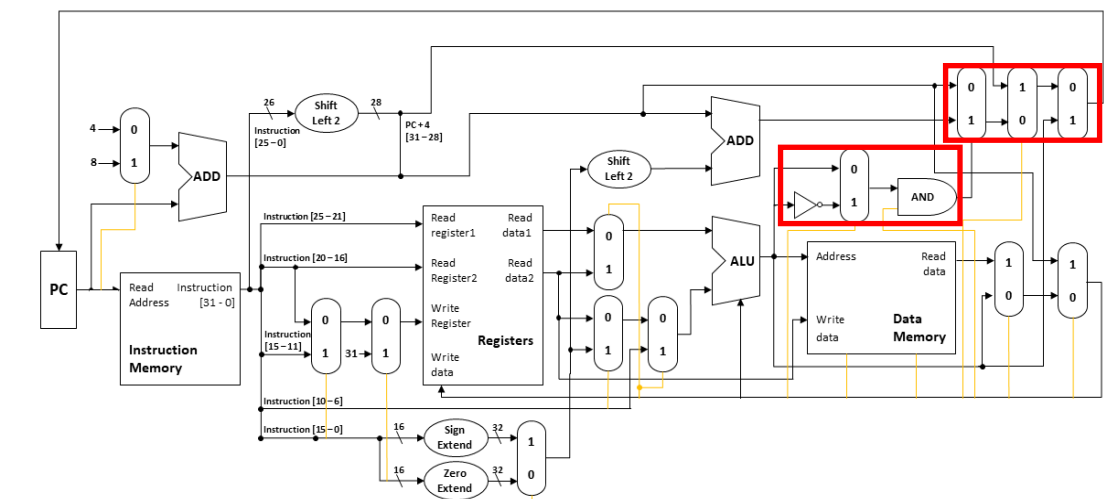 26
Shift
Left 2
28
Instruction
[25 – 0]
PC + 4
[31 – 28]
4
8
0
1
ADD
ADD
Shift
Left 2
0
1
1
0
0
1
0
1
AND
PC
Read
Address
Instruction
[31 - 0]
Instruction
Memory
Instruction [25 – 21]
Instruction [20 – 16]
Instruction
[15 – 11]
0
1
31
0
1
Read
register1
Read
data1
Read
Register2
Read
data2
Write
Register
Registers
Write
data
0
1
0
1
0
1
ALU
Address
Read
data
Write
data
Data
Memory
1
0
1
0
Instruction [10 – 6]
Instruction [15 – 0]
16
Sign
Extend
32
16
Zero
Extend
32
1
0